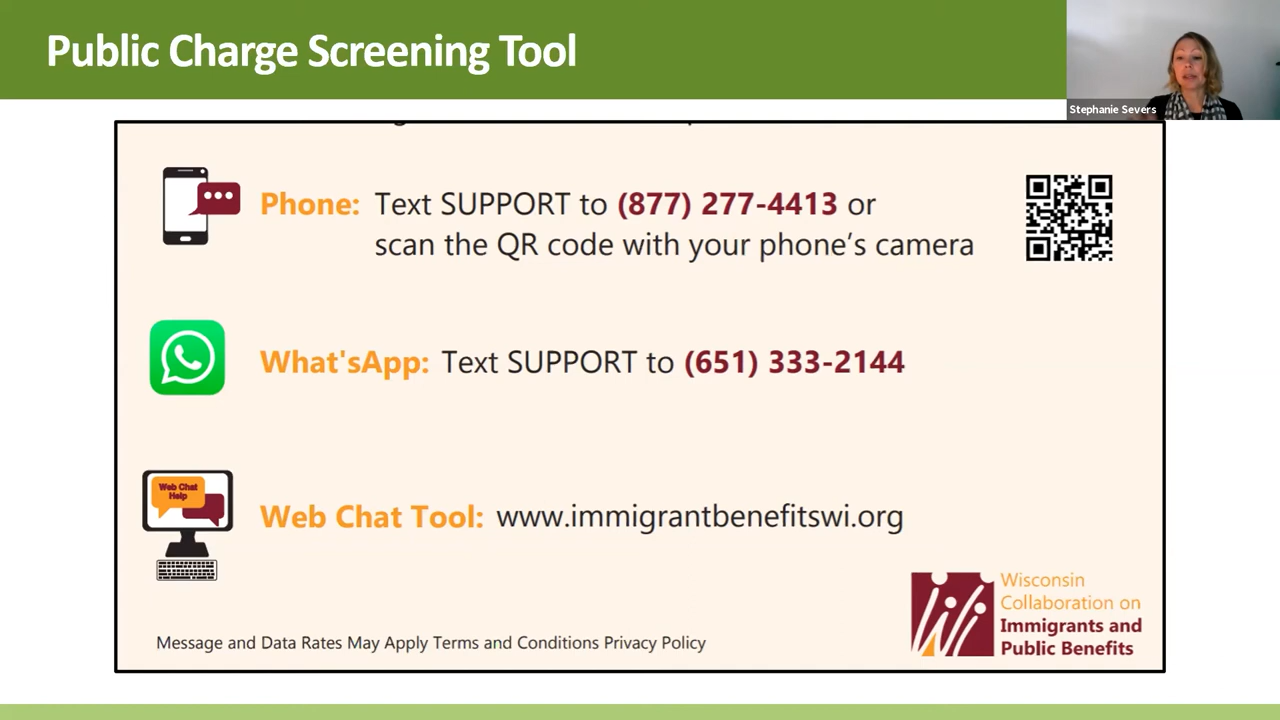 Public Charge Screening Tool
Stephanie Severs
Phone: Text SUPPORT to (877) 277-4413 or
scan the QR code with your phone’s camera
What'sApp: Text SUPPORT to (651) 333-2144
Web Chat
Help
Web Chat Tool: www.immigrantbenefitswi.org
Wisconsin
Collaboration on
Immigrants and
Public Benefits
Message and Data Rates May Apply Terms and Conditions Privacy Policy